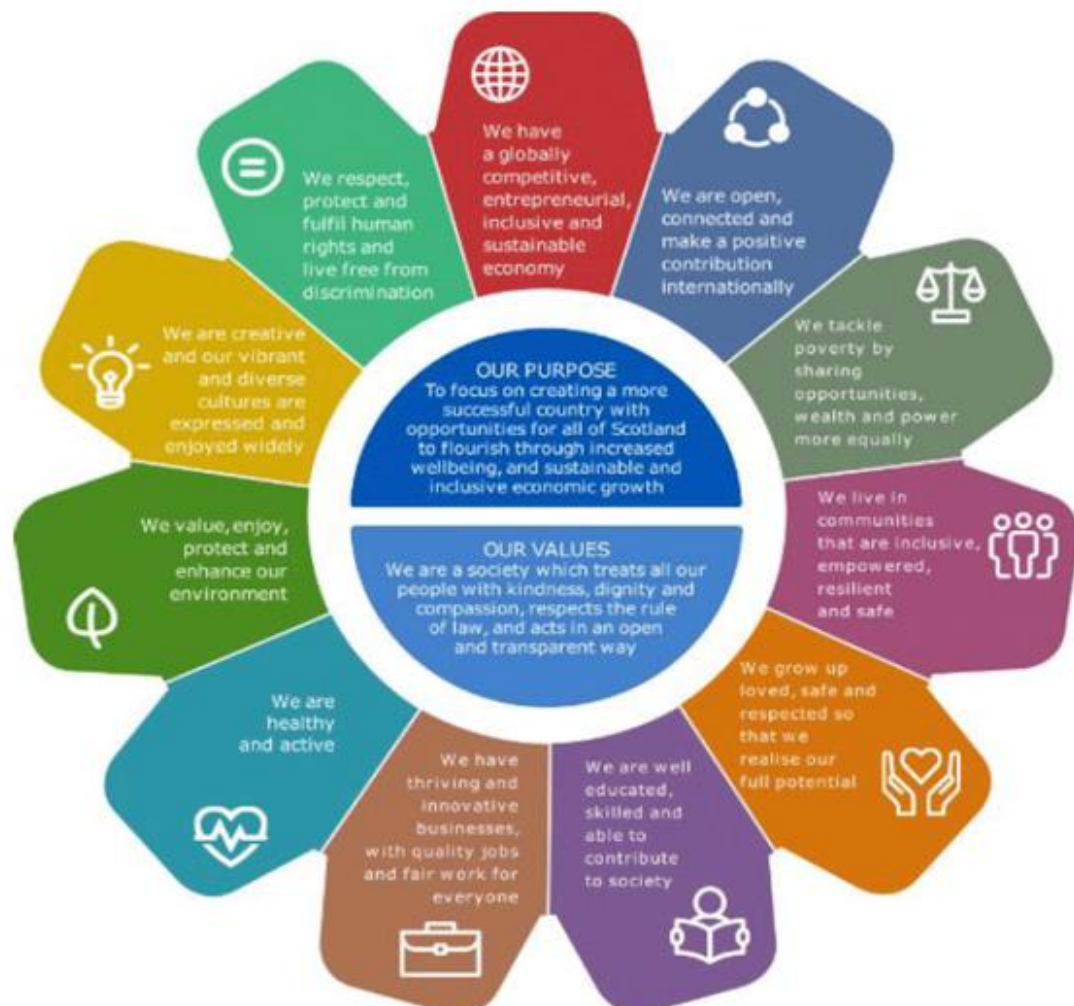 We have
a globally
competitive,
entrepreneurial,
inclusive and
sustainable
economy
We are open,
connected and
make a positive
contribution
internationally
We tackle
poverty by
sharing
opportunities,
wealth and power
more equally
We live in
communities
that are inclusive,
empowered,
resilient
and safe
We grow up
loved, safe and
respected so
that we
realise our
full potential
We are well
educated,
skilled and
able to
contribute
to society
We have
thriving and
innovative
businesses,
with quality jobs
and fair work for
everyone
We are
healthy
and active
We value, enjoy,
protect and
enhance our
environment
We are creative
and our vibrant
and diverse
cultures are
expressed and
enjoyed widely
We respect,
protect and
fulfil human
rights and
live free from
discrimination
OUR PURPOSE
To focus on creating a more
successful country with
opportunities for all of Scotland
to flourish through increased
wellbeing, and sustainable and
inclusive economic growth
OUR VALUES
We are a society which treats all our
people with kindness, dignity and
compassion, respects the rule
of law, and acts in an open
and transparent way